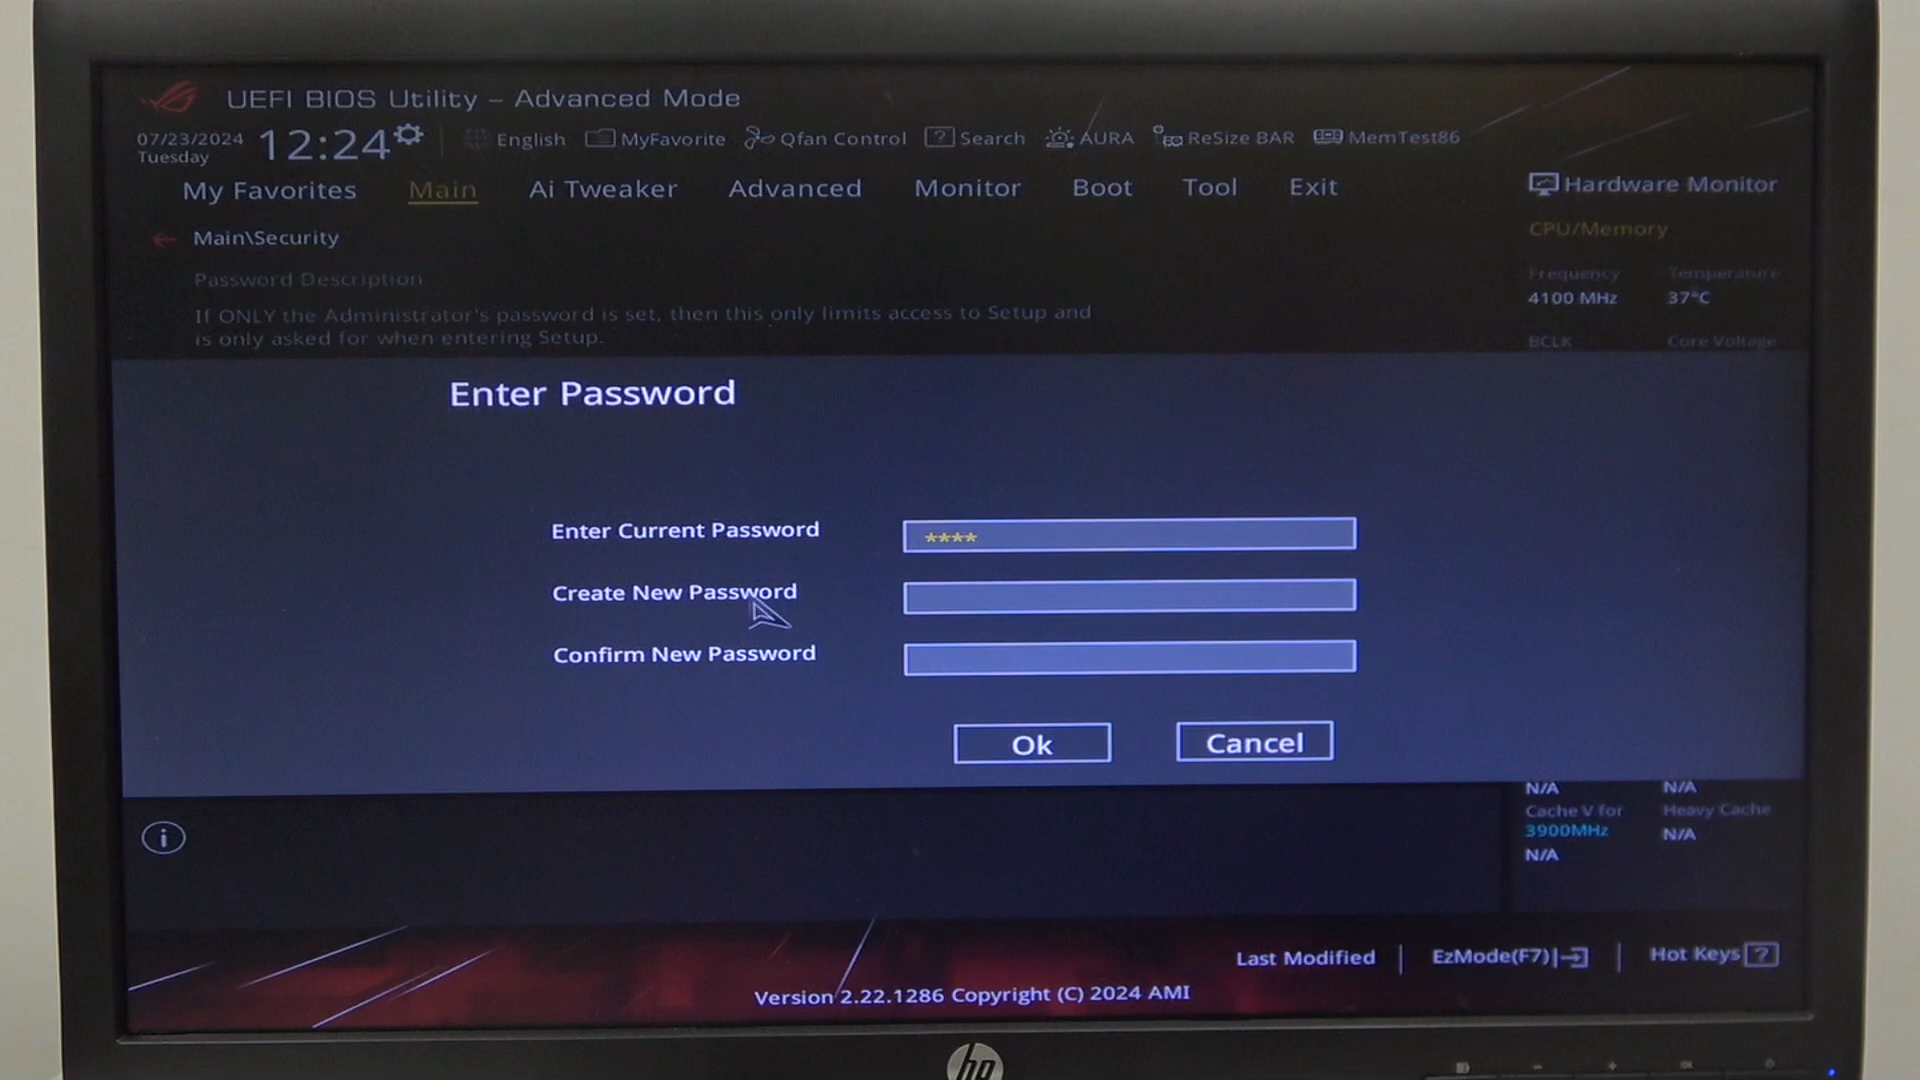 UEFI BIOS Utility – Advanced Mode
07/23/2024
Tuesday
12:24
English
MyFavorite
Qfan Control
Search
AURA
ReSize BAR
MemTest86
My Favorites
Main
Ai Tweaker
Advanced
Monitor
Boot
Tool
Exit
Hardware Monitor
Main\Security
CPU/Memory
Password Description
Frequency
Temperature
4100 MHz
37°C
If ONLY the Administrator's password is set, then this only limits access to Setup and
is only asked for when entering Setup.
BCLK
Core Voltage
Enter Password
Enter Current Password
****
Create New Password
Confirm New Password
Ok
Cancel
N/A
N/A
Cache V for
Heavy Cache
3900MHz
N/A
N/A
Last Modified
EzMode(F7)
Hot Keys ?
Version 2.22.1286 Copyright (C) 2024 AMI
hp